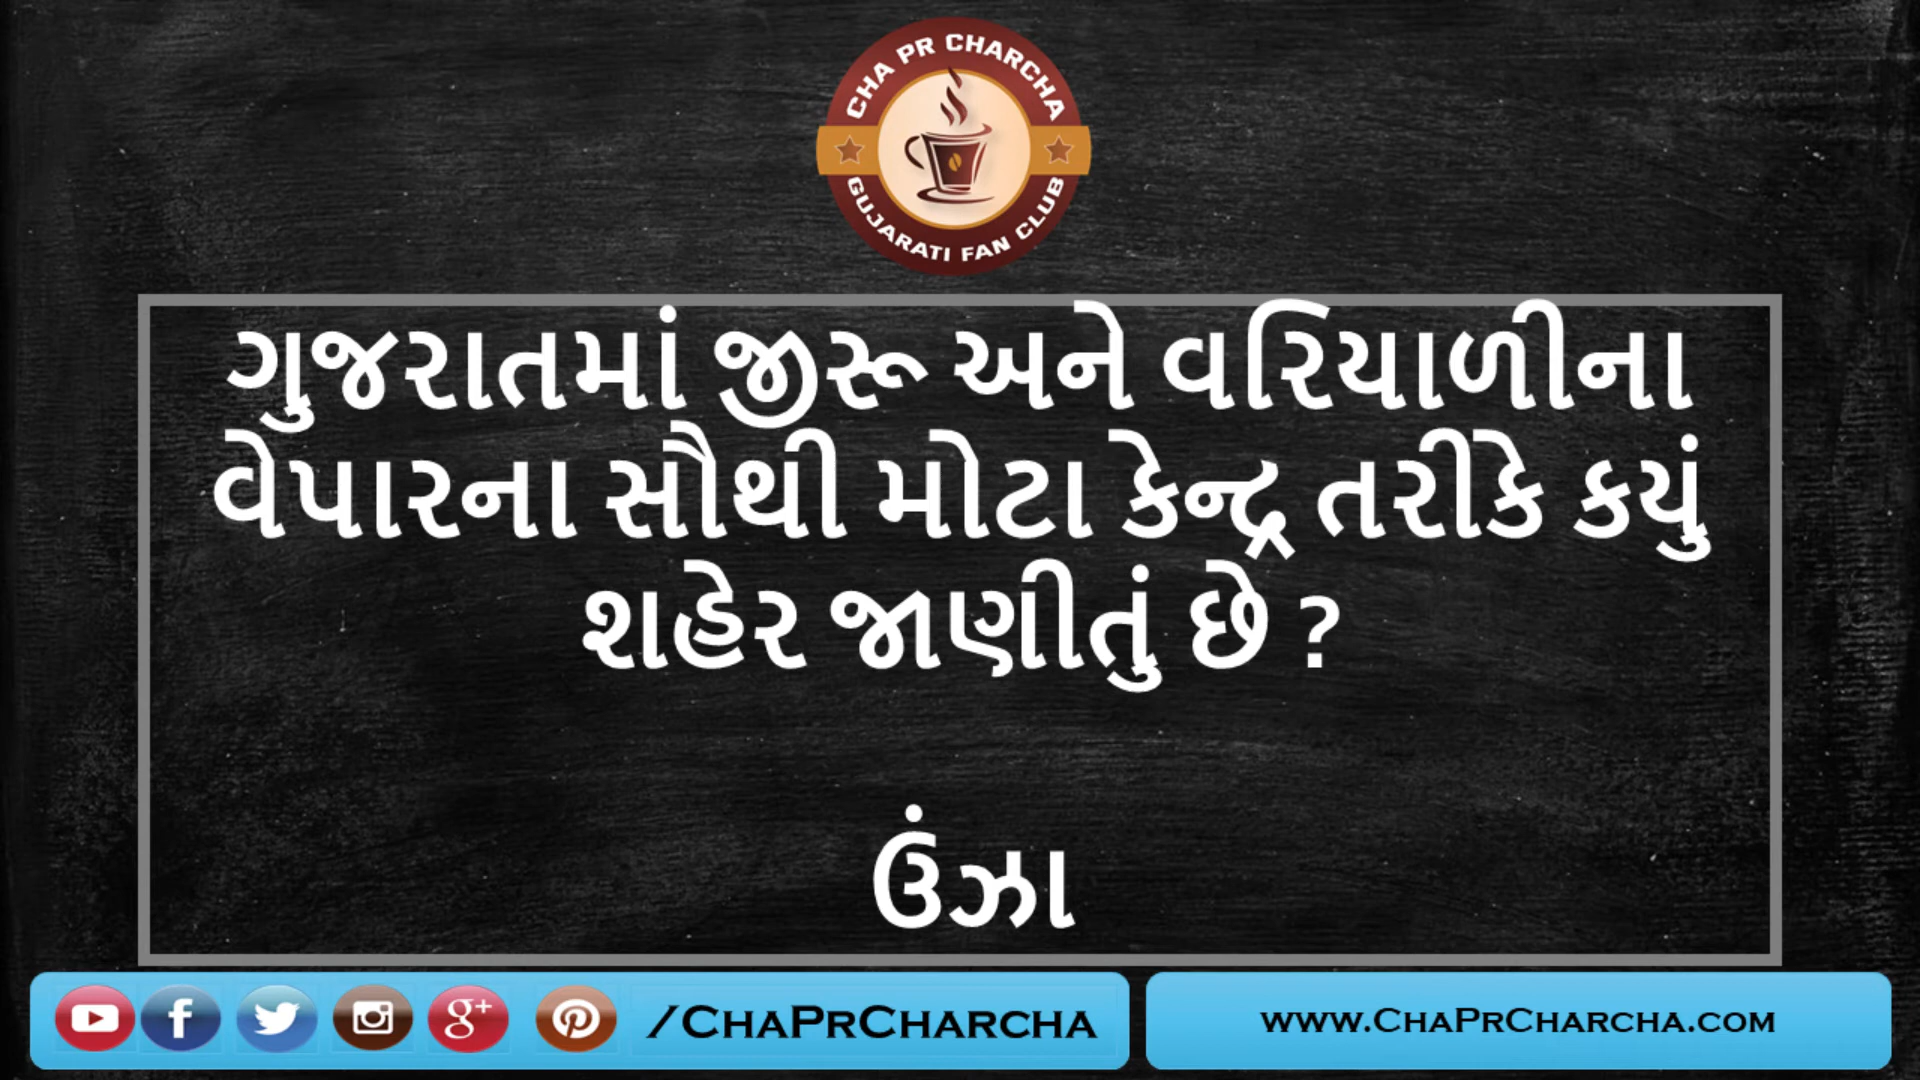 CHA PR CHARCHA
GUJARATI FAN CLUB
ગુજરાતમાં જીરૂ અને વરિયાળીના
વેપારના સૌથી મોટા કેન્દ્ર તરીકે કયું
શહેર જાણીતું છે ?
ઉંઝા
/CHAPRCHARCHA
WWW.CHAPRCHARCHA.COM